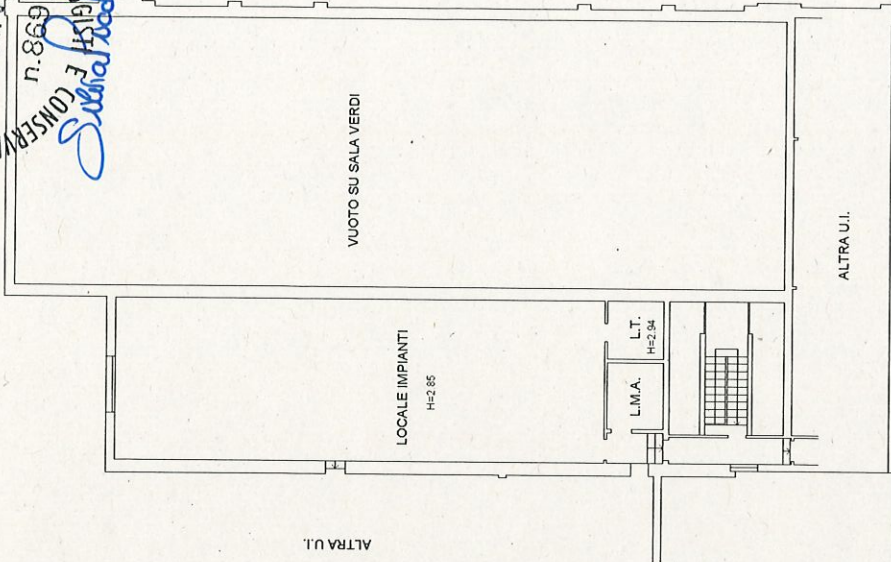 n.869
VUOTO SU SALA VERDI
LOCALE IMPIANTI
H=2.85
L.T.
H=2.94
L.M.A.
ALTRA U.I.
ALTRA U.I.